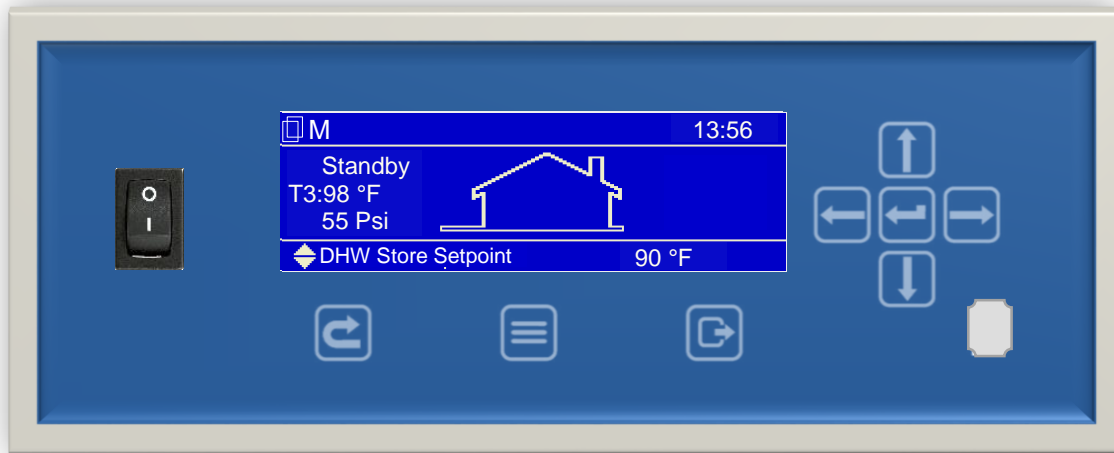 M 13:56
Standby
T3:98 °F
55 Psi
DHW Store Setpoint 90 °F
O
I